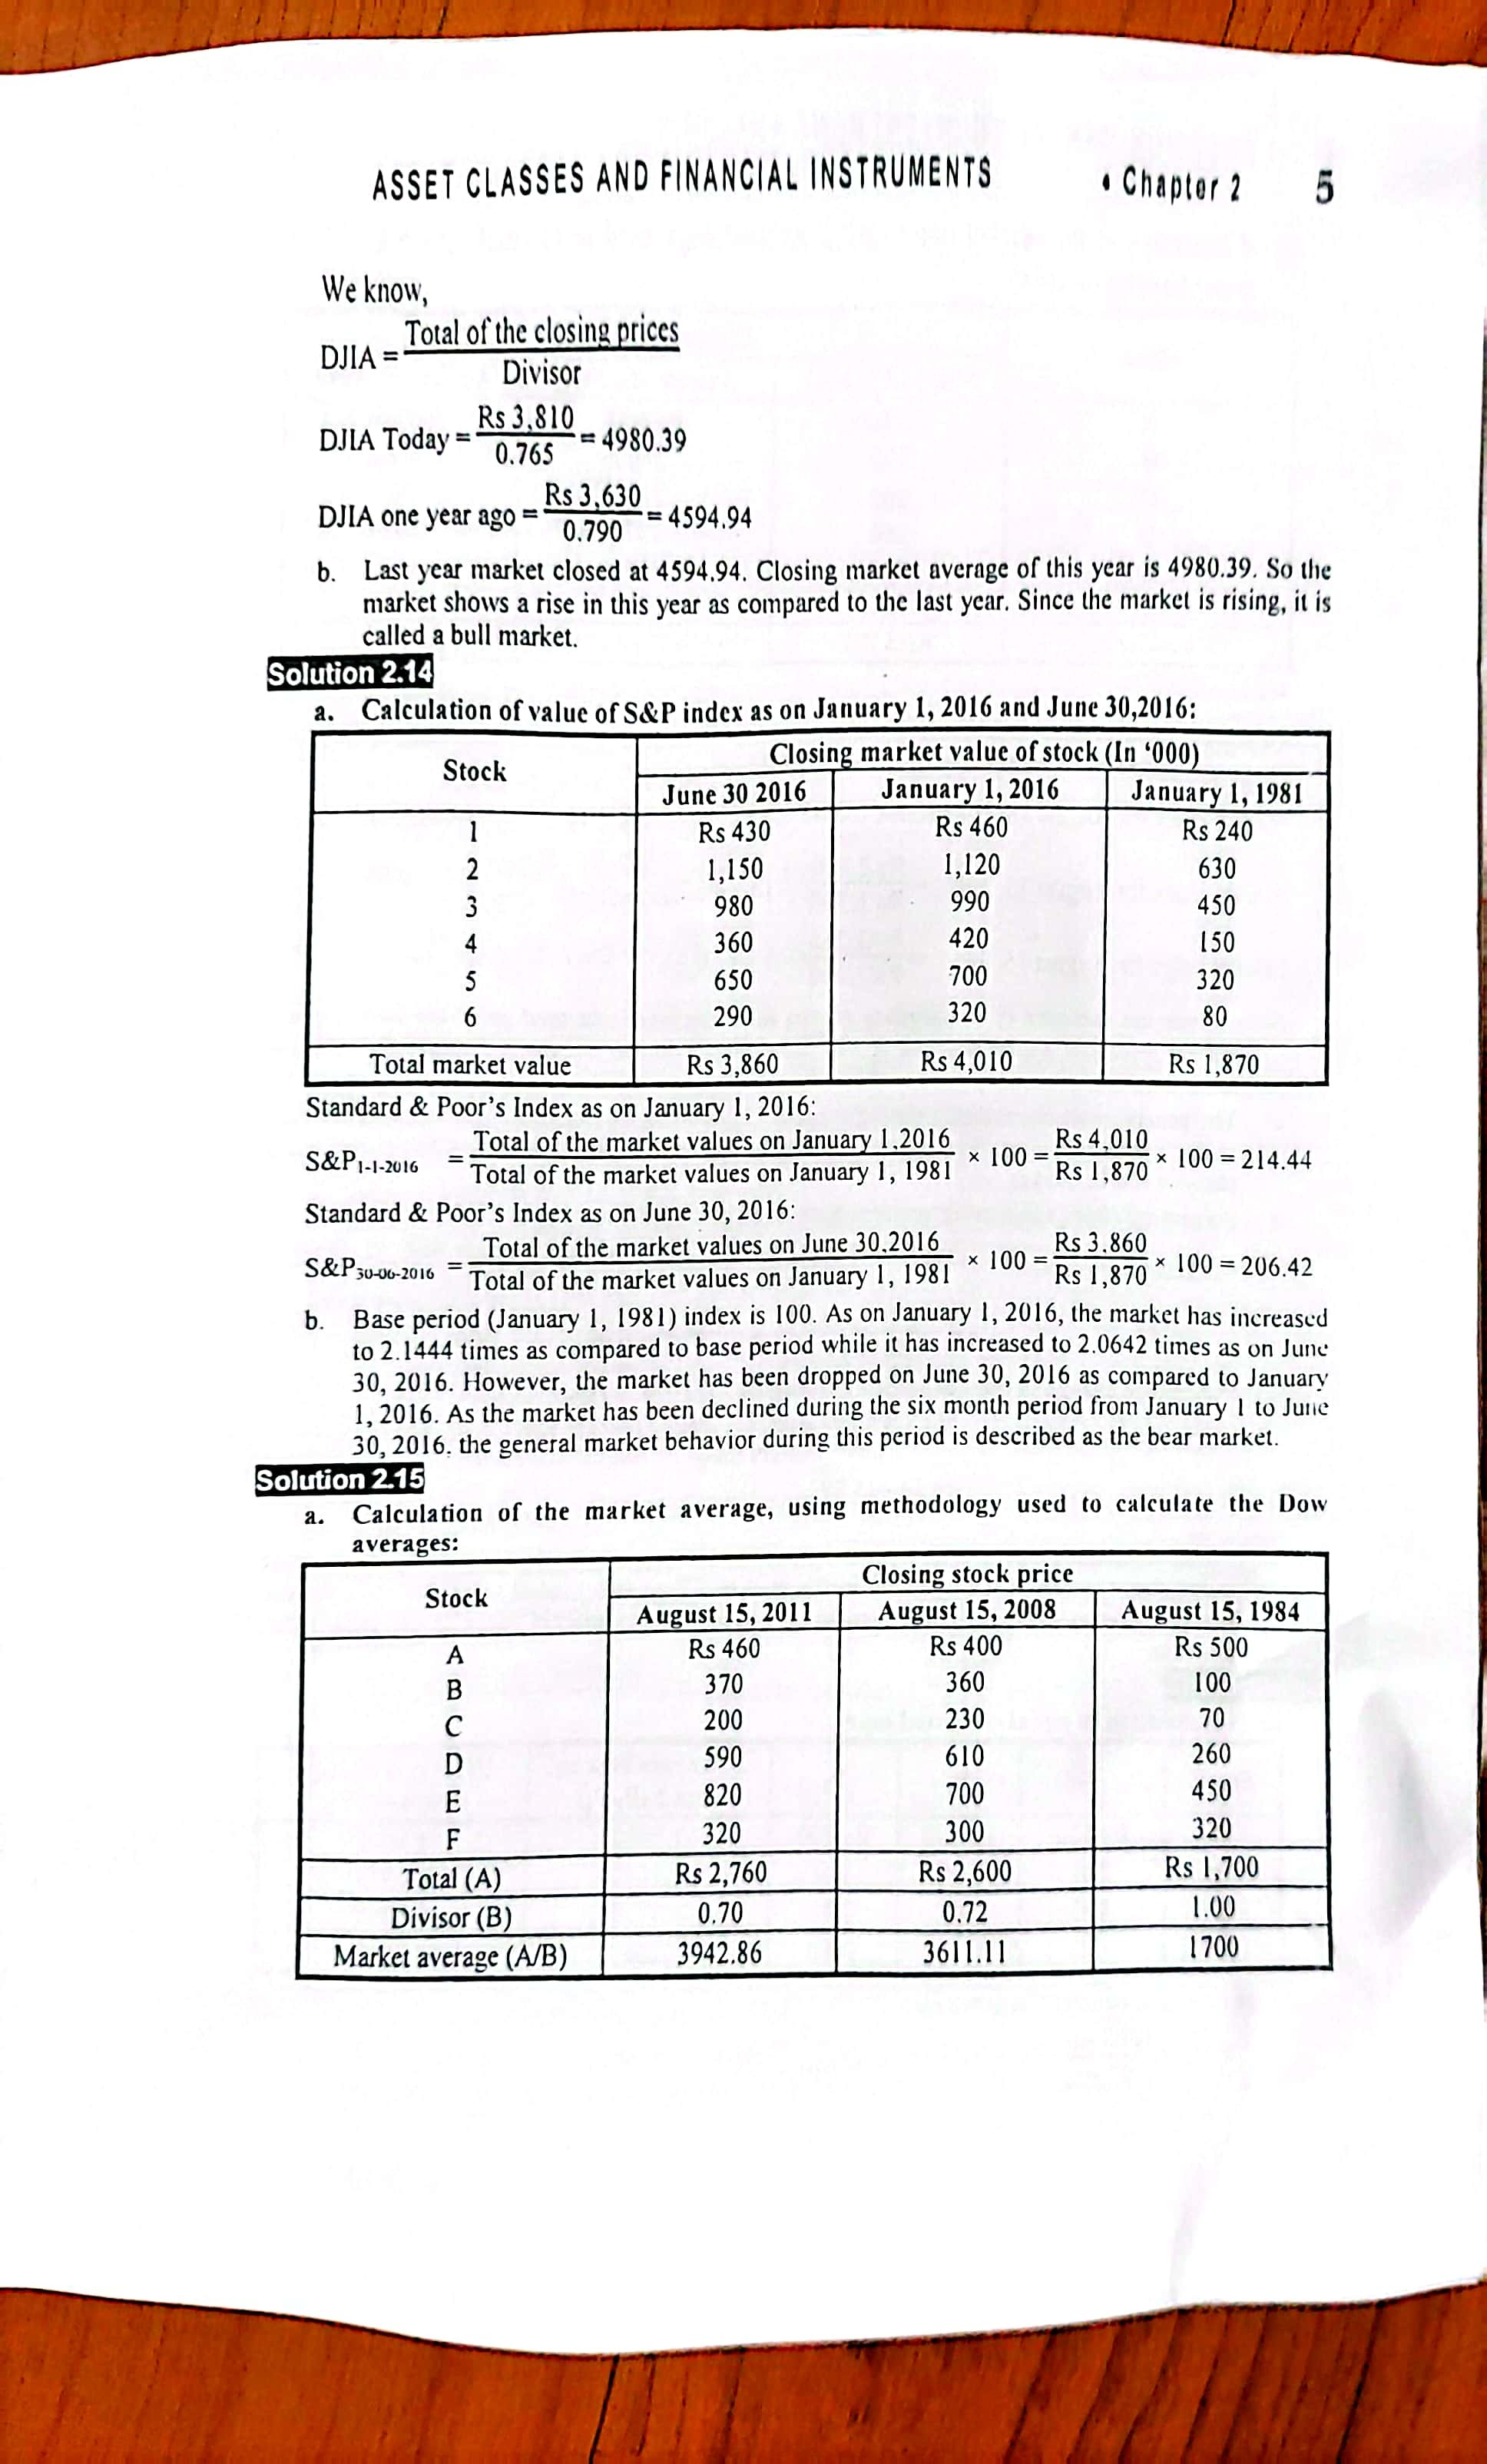 ASSET CLASSES AND FINANCIAL INSTRUMENTS • Chapter 2 5
We know,
DJIA = Total of the closing prices / Divisor
DJIA Today = Rs 3,810 / 0.765 = 4980.39
DJIA one year ago = Rs 3,630 / 0.790 = 4594.94
b. Last year market closed at 4594.94. Closing market average of this year is 4980.39. So the
market shows a rise in this year as compared to the last year. Since the market is rising, it is
called a bull market.
Solution 2.14
a. Calculation of value of S&P index as on January 1, 2016 and June 30,2016:
Stock Closing market value of stock (In ‘000)
June 30 2016 January 1, 2016 January 1, 1981
1 Rs 430 Rs 460 Rs 240
2 1,150 1,120 630
3 980 990 450
4 360 420 150
5 650 700 320
6 290 320 80
Total market value Rs 3,860 Rs 4,010 Rs 1,870
Standard & Poor’s Index as on January 1, 2016:
S&P1-1-2016 = Total of the market values on January 1,2016 / Total of the market values on January 1, 1981 × 100 = Rs 4,010 / Rs 1,870 × 100 = 214.44
Standard & Poor’s Index as on June 30, 2016:
S&P30-06-2016 = Total of the market values on June 30,2016 / Total of the market values on January 1, 1981 × 100 = Rs 3.860 / Rs 1,870 × 100 = 206.42
b. Base period (January 1, 1981) index is 100. As on January 1, 2016, the market has increased
to 2.1444 times as compared to base period while it has increased to 2.0642 times as on June
30, 2016. However, the market has been dropped on June 30, 2016 as compared to January
1, 2016. As the market has been declined during the six month period from January 1 to June
30, 2016. the general market behavior during this period is described as the bear market.
Solution 2.15
a. Calculation of the market average, using methodology used to calculate the Dow
averages:
Stock Closing stock price
August 15, 2011 August 15, 2008 August 15, 1984
A Rs 460 Rs 400 Rs 500
B 370 360 100
C 200 230 70
D 590 610 260
E 820 700 450
F 320 300 320
Total (A) Rs 2,760 Rs 2,600 Rs 1,700
Divisor (B) 0.70 0.72 1.00
Market average (A/B) 3942.86 3611.11 1700